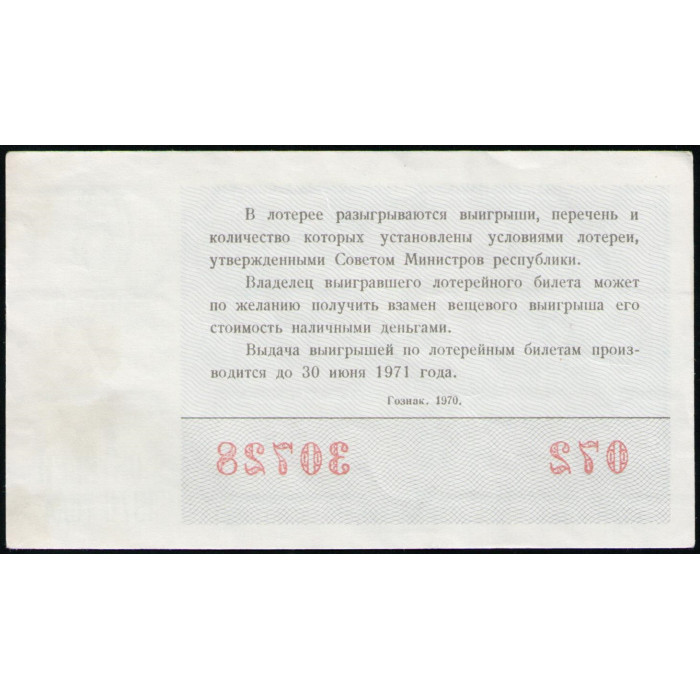 В лотерее разыгрываются выигрыши, перечень и
количество которых установлены условиями лотереи,
утвержденными Советом Министров республики.
Владелец выигравшего лотерейного билета может
по желанию получить взамен вещевого выигрыша его
стоимость наличными деньгами.
Выдача выигрышей по лотерейным билетам произ-
водится до 30 июня 1971 года.
Гознак. 1970.
30728 072